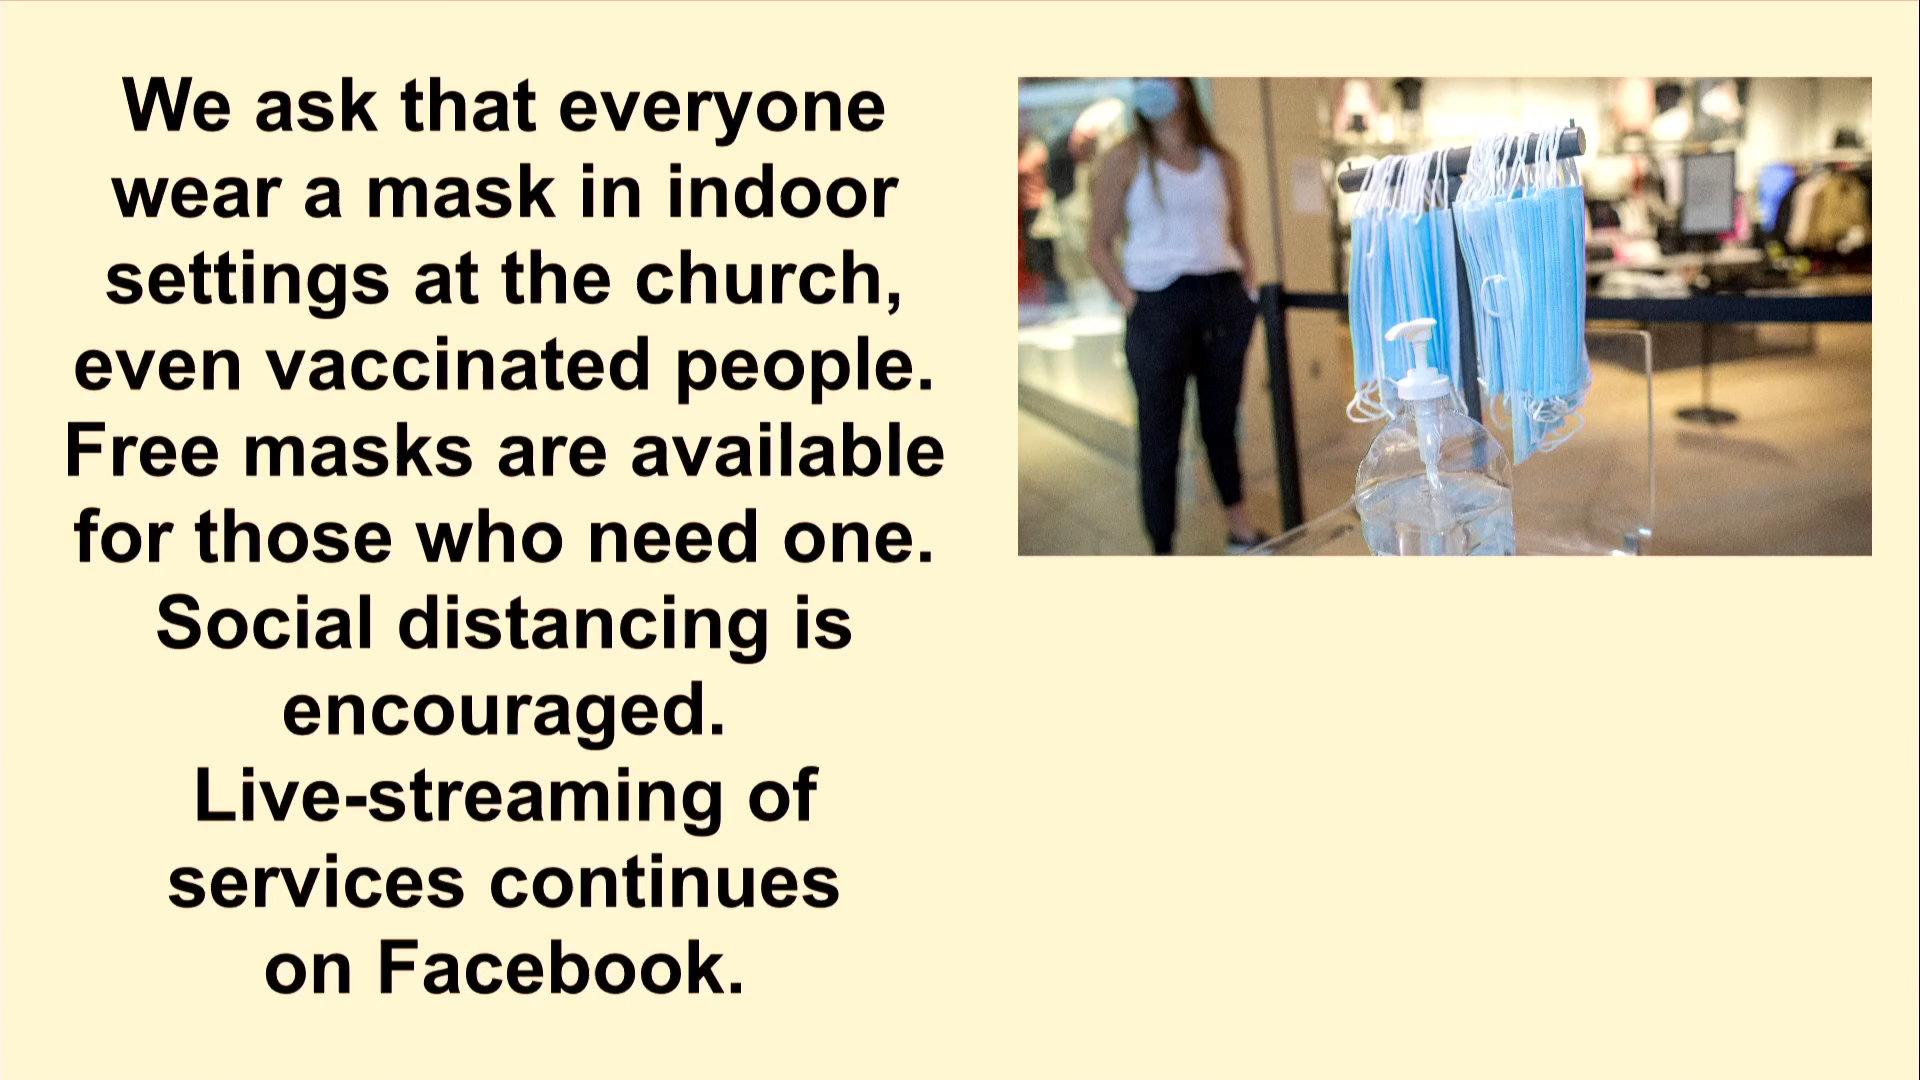 We ask that everyone
wear a mask in indoor
settings at the church,
even vaccinated people.
Free masks are available
for those who need one.
Social distancing is
encouraged.
Live-streaming of
services continues
on Facebook.